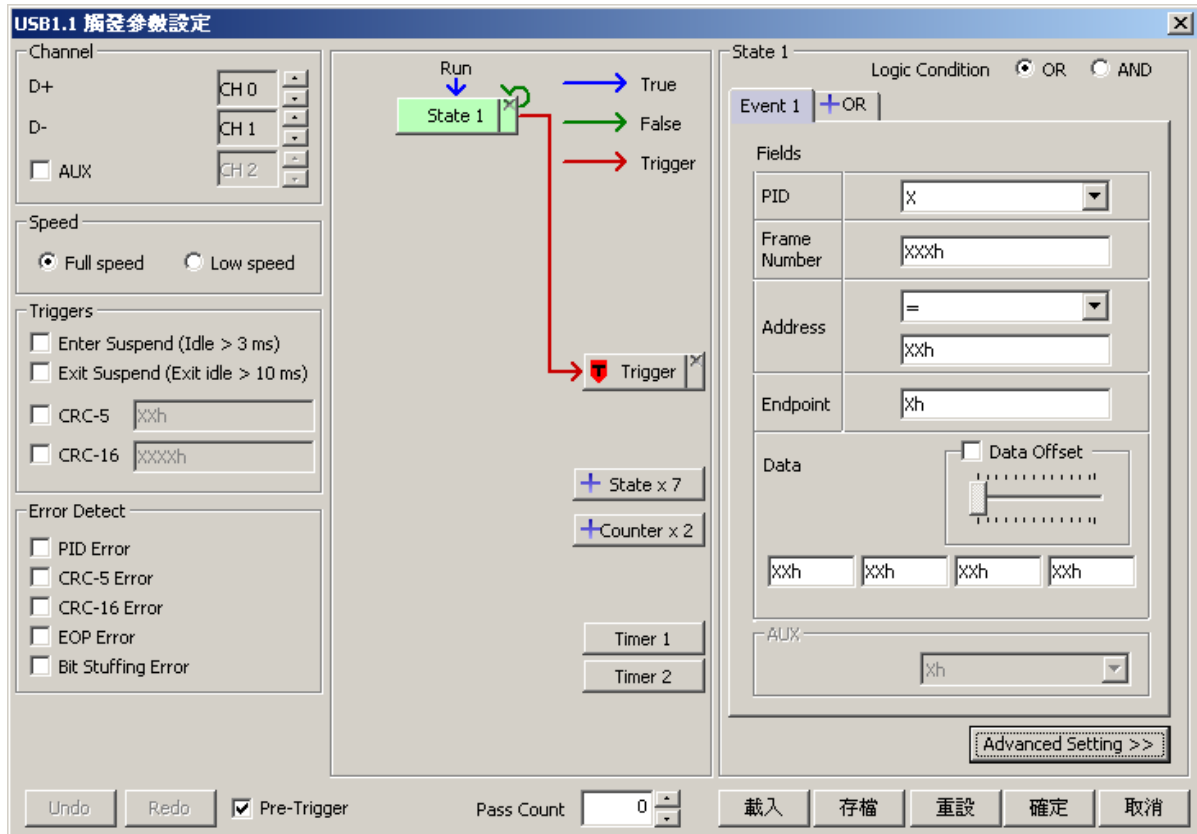 USB1.1 觸發參數設定
Channel
D+
CH 0
D-
CH 1
AUX
CH 2
Speed
Full speed
Low speed
Triggers
Enter Suspend (Idle > 3 ms)
Exit Suspend (Exit idle > 10 ms)
CRC-5
XXh
CRC-16
XXXXh
Error Detect
PID Error
CRC-5 Error
CRC-16 Error
EOP Error
Bit Stuffing Error
Run
State 1
True
False
Trigger
T Trigger
State x 7
Counter x 2
Timer 1
Timer 2
State 1
Logic Condition OR AND
Event 1 +OR
Fields
PID
X
Frame Number
XXXh
Address
=
XXh
Endpoint
Xh
Data
Data Offset
XXh XXh XXh XXh
AUX
Xh
Advanced Setting >>
Undo Redo Pre-Trigger Pass Count 0 載入 存檔 重設 確定 取消